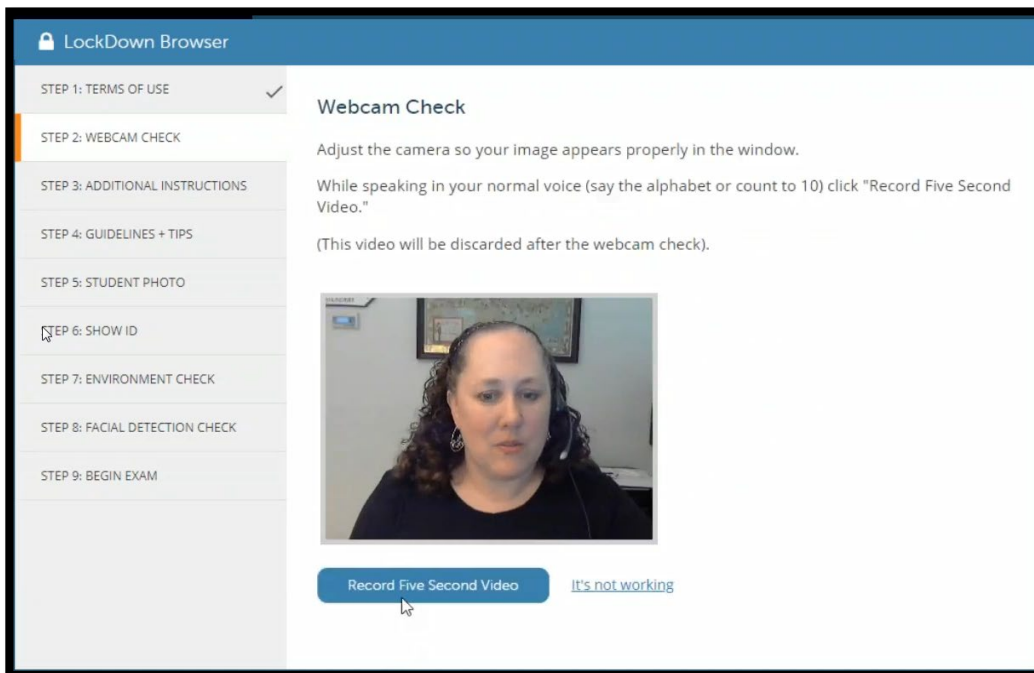 LockDown Browser
STEP 1: TERMS OF USE
STEP 2: WEBCAM CHECK
STEP 3: ADDITIONAL INSTRUCTIONS
STEP 4: GUIDELINES + TIPS
STEP 5: STUDENT PHOTO
STEP 6: SHOW ID
STEP 7: ENVIRONMENT CHECK
STEP 8: FACIAL DETECTION CHECK
STEP 9: BEGIN EXAM
Webcam Check
Adjust the camera so your image appears properly in the window.
While speaking in your normal voice (say the alphabet or count to 10) click "Record Five Second
Video."
(This video will be discarded after the webcam check).
Record Five Second Video
It's not working